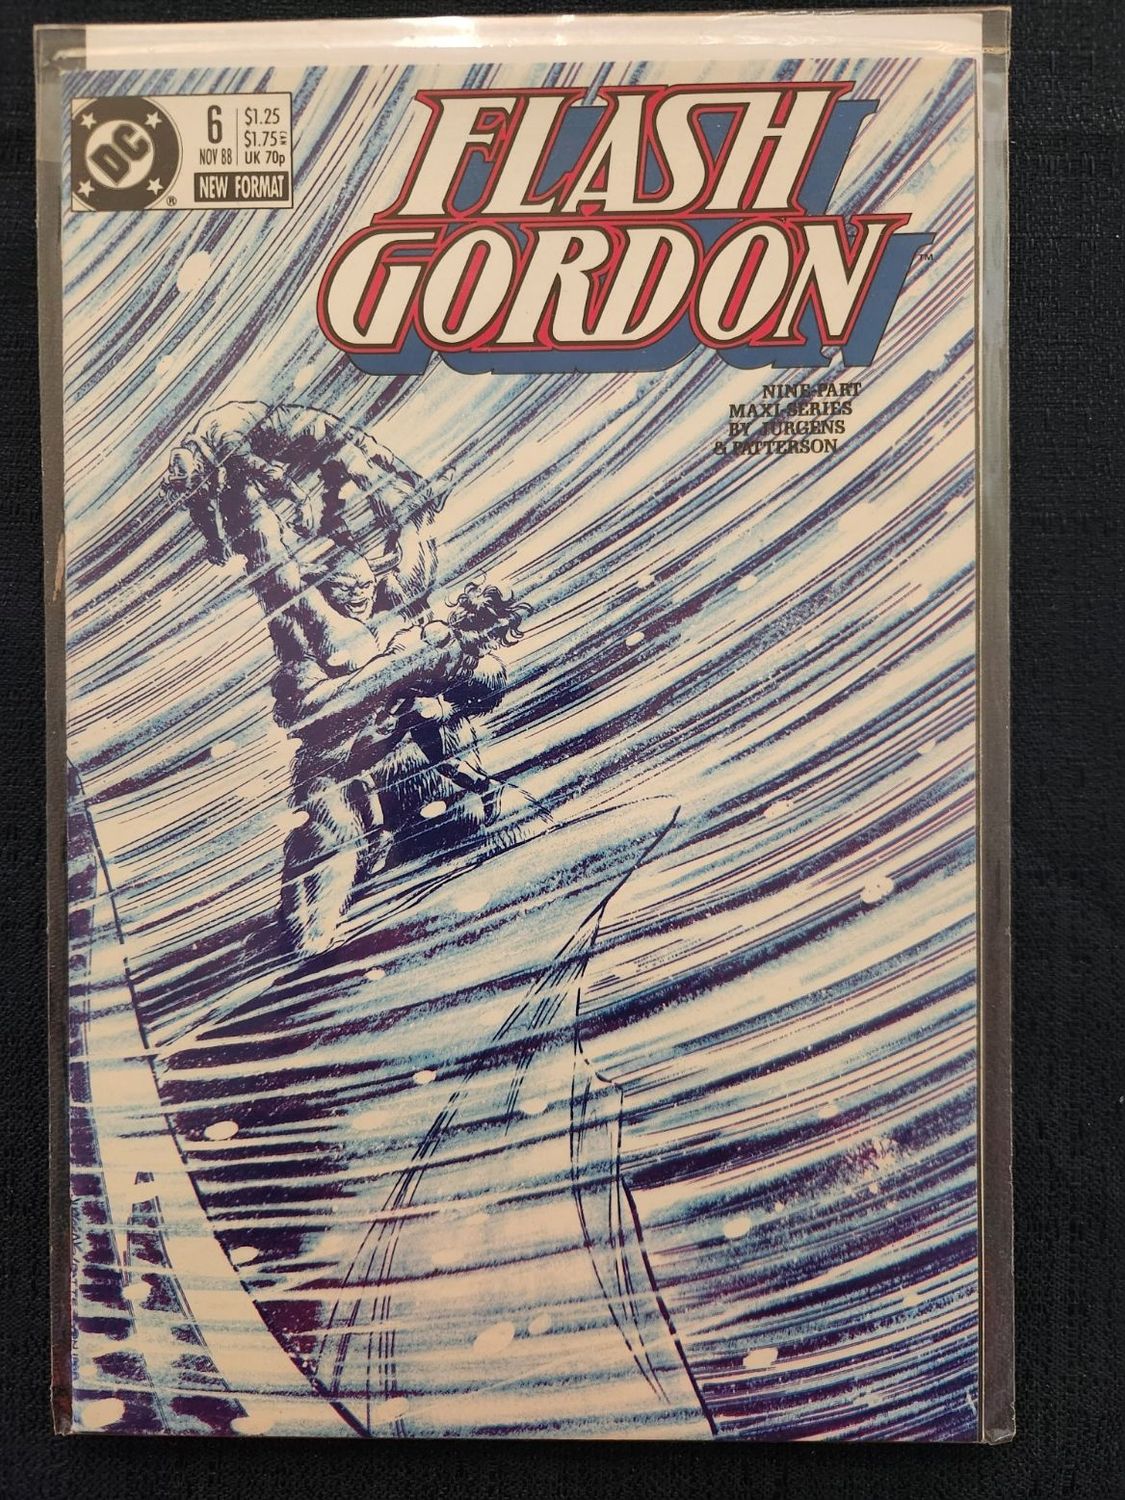 DC
®
6
NOV 88
$1.25
$1.75
UK 70p
NEW FORMAT
FLASH
GORDON
™
NINE-PART
MAXI-SERIES
BY JURGENS
& PATTERSON